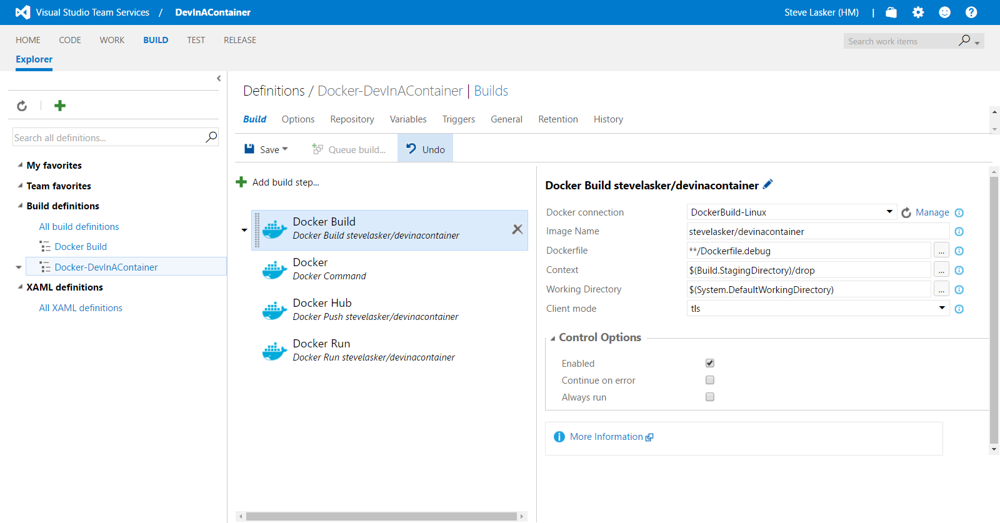 Visual Studio Team Services / DevInAContainer Steve Lasker (HM) |
HOME CODE WORK BUILD TEST RELEASE
Search work items
Explorer
Definitions / Docker-DevInAContainer | Builds
Build Options Repository Variables Triggers General Retention History
Search all definitions...
Save Queue build... Undo
My favorites
Team favorites
Build definitions
All build definitions
Docker Build
Docker-DevInAContainer
XAML definitions
All XAML definitions
Add build step...
Docker Build
Docker Build stevelasker/devinacontainer
Docker
Docker Command
Docker Hub
Docker Push stevelasker/devinacontainer
Docker Run
Docker Run stevelasker/devinacontainer
Docker Build stevelasker/devinacontainer
Docker connection DockerBuild-Linux Manage
Image Name stevelasker/devinacontainer
Dockerfile **/Dockerfile.debug ...
Context $(Build.StagingDirectory)/drop ...
Working Directory $(System.DefaultWorkingDirectory) ...
Client mode tls
Control Options
Enabled
Continue on error
Always run
More Information